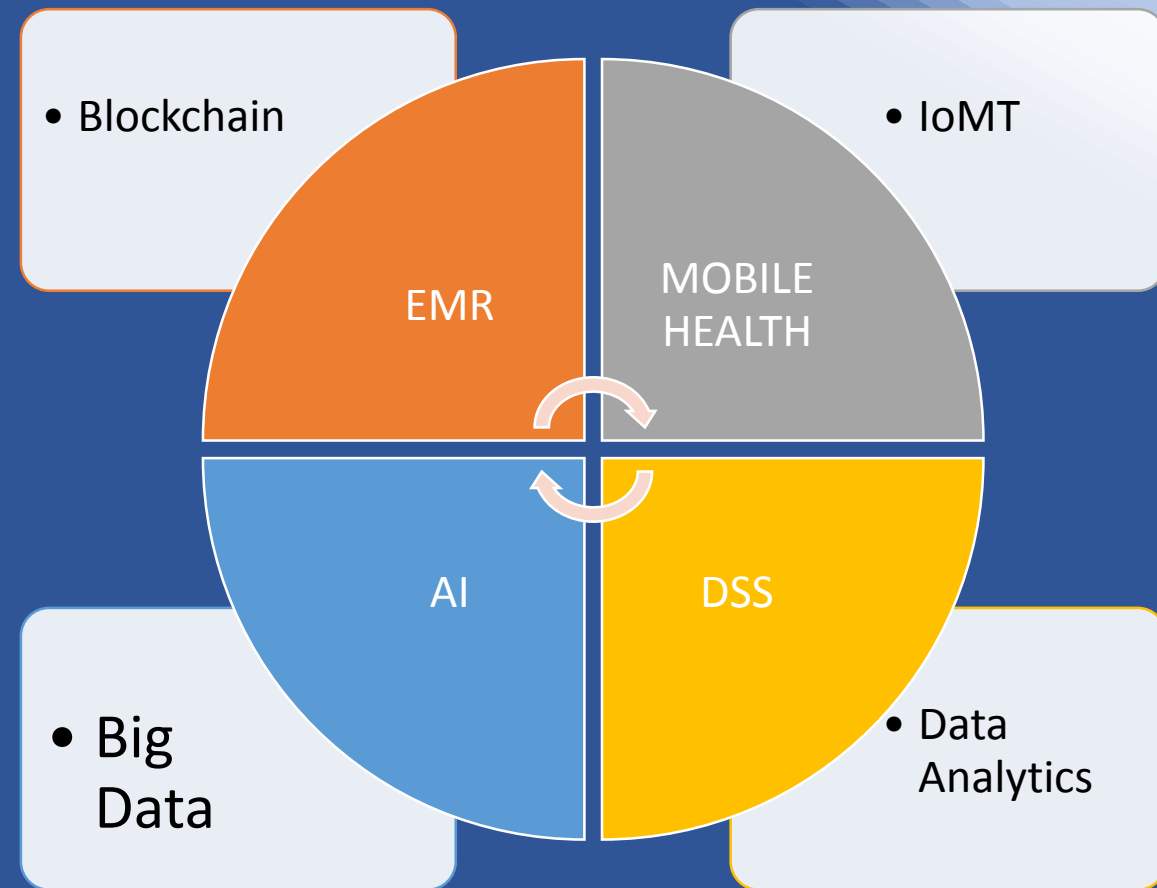 • Blockchain
• IoMT
EMR
MOBILE
HEALTH
AI
DSS
• Big
Data
• Data
Analytics